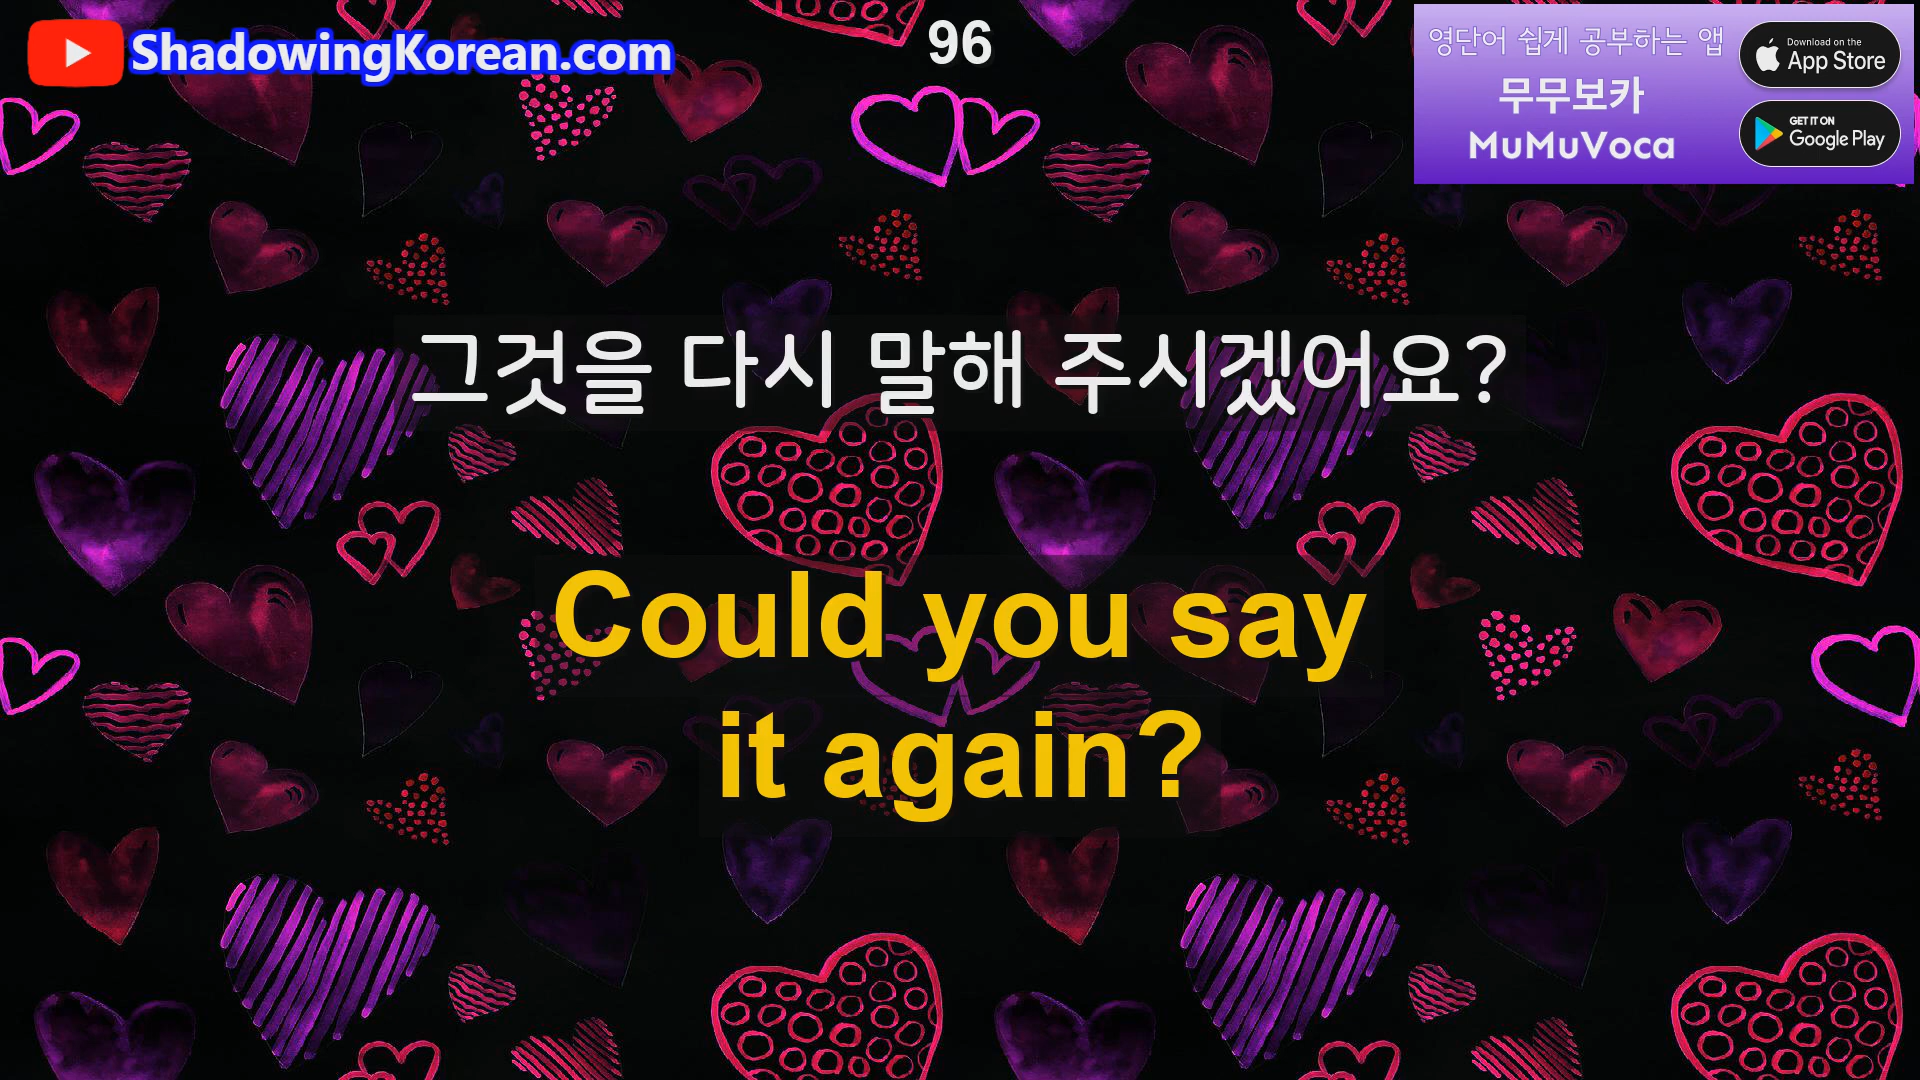 ShadowingKorean.com
96
영단어 쉽게 공부하는 앱
무무보카
MuMuVoca
Download on the
App Store
GET IT ON
Google Play
그것을 다시 말해 주시겠어요?
Could you say
it again?